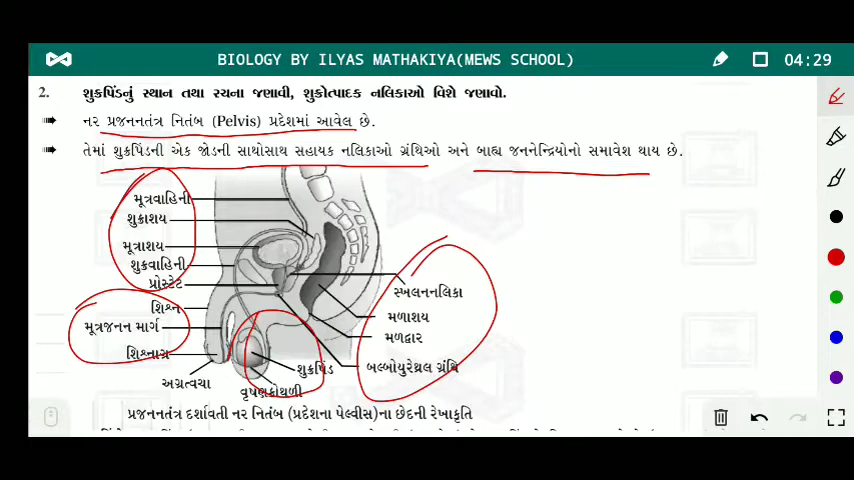 BIOLOGY BY ILYAS MATHAKIYA(MEWS SCHOOL)
04:29
2. શુક્રપિંડનું સ્થાન તથા રચના જણાવી, શુક્રોત્પાદક નલિકાઓ વિશે જણાવો.
નર પ્રજનનતંત્ર નિતંબ (Pelvis) પ્રદેશમાં આવેલ છે.
તેમાં શુક્રપિંડની એક જોડની સાથોસાથ સહાયક નલિકાઓ ગ્રંથિઓ અને બાહ્ય જનનેન્દ્રિયોનો સમાવેશ થાય છે.
મૂત્રવાહિની
શુક્રાશય
મૂત્રાશય
શુક્રવાહિની
પ્રોસ્ટેટ
શિશ્ન
મૂત્રજનન માર્ગ
શિશ્નાગ્ર
અગ્રત્વચા
વૃષણકોથળી
શુક્રપિંડ
સ્ખલનનલિકા
મળાશય
મળદ્વાર
બલ્બોયુરેથ્રલ ગ્રંથિ
પ્રજનનતંત્ર દર્શાવતી નર નિતંબ (પ્રદેશના પેલ્વીસ)ના છેદની રેખાકૃતિ